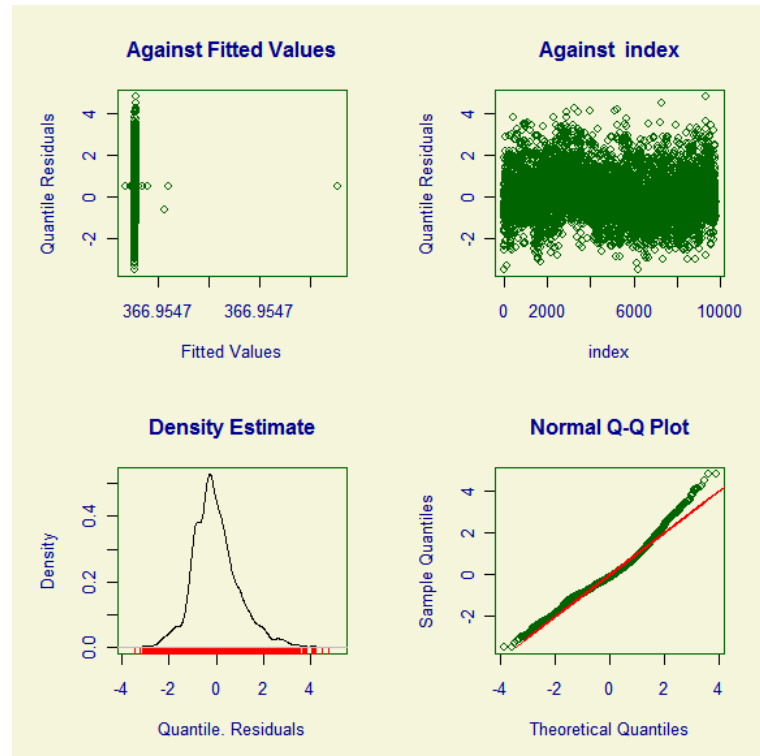 Against Fitted Values
Quantile Residuals
-2 0 2 4
366.9547 366.9547
Fitted Values
Against index
Quantile Residuals
-2 0 2 4
0 2000 6000 10000
index
Density Estimate
Density
0.0 0.2 0.4
-4 -2 0 2 4
Quantile. Residuals
Normal Q-Q Plot
Sample Quantiles
-2 0 2 4
-4 -2 0 2 4
Theoretical Quantiles